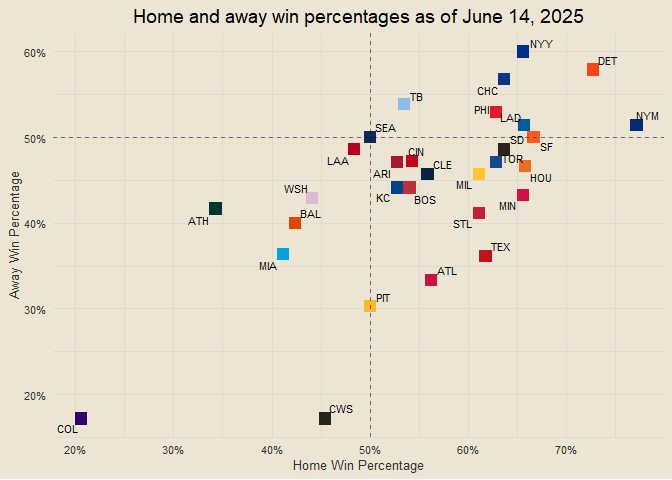 Home and away win percentages as of June 14, 2025
60%
NYY
DET
CHC
TB
PHI
LAD
NYM
50%
SEA
SD
SF
LAA
CIN
TOR
ARI
CLE
HOU
MIL
WSH
KC
BOS
MIN
40%
ATH
BAL
STL
MIA
TEX
ATL
30%
PIT
20%
CWS
COL
Away Win Percentage
20%
30%
40%
50%
60%
70%
Home Win Percentage